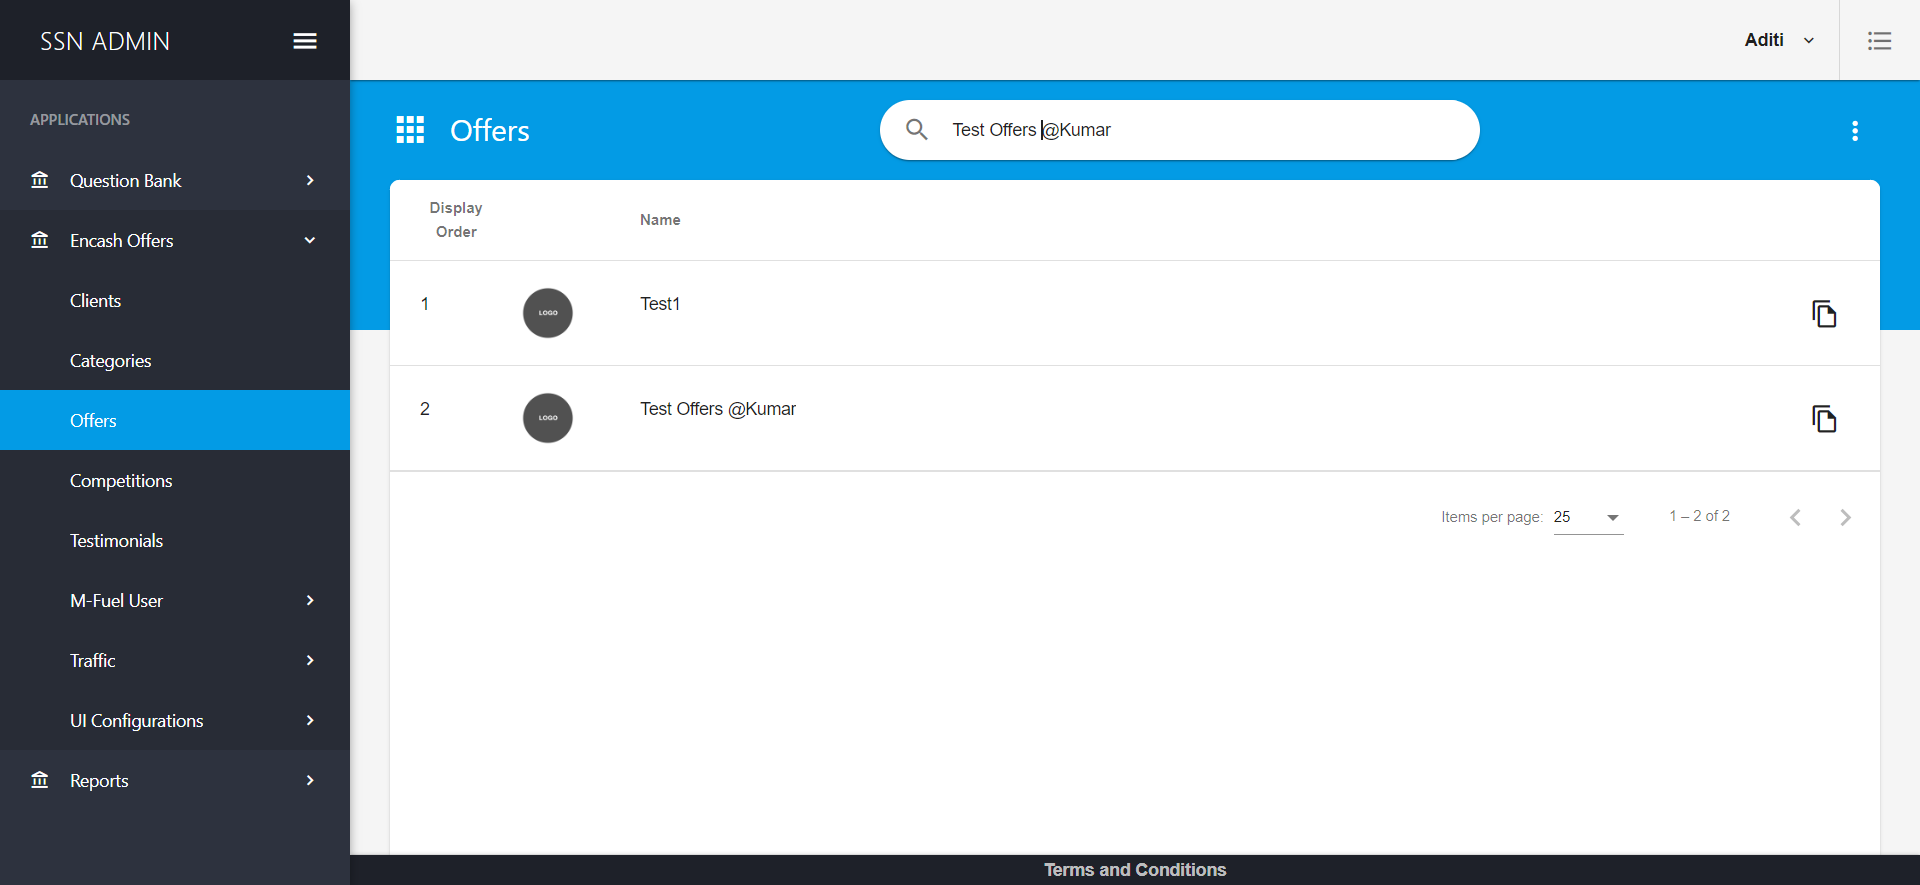 SSN ADMIN
Aditi
APPLICATIONS
Question Bank
Encash Offers
Clients
Categories
Offers
Competitions
Testimonials
M-Fuel User
Traffic
UI Configurations
Reports
Offers
Test Offers @Kumar
Display
Order
Name
1 LOGO Test1
2 LOGO Test Offers @Kumar
Items per page: 25 1 – 2 of 2
Terms and Conditions